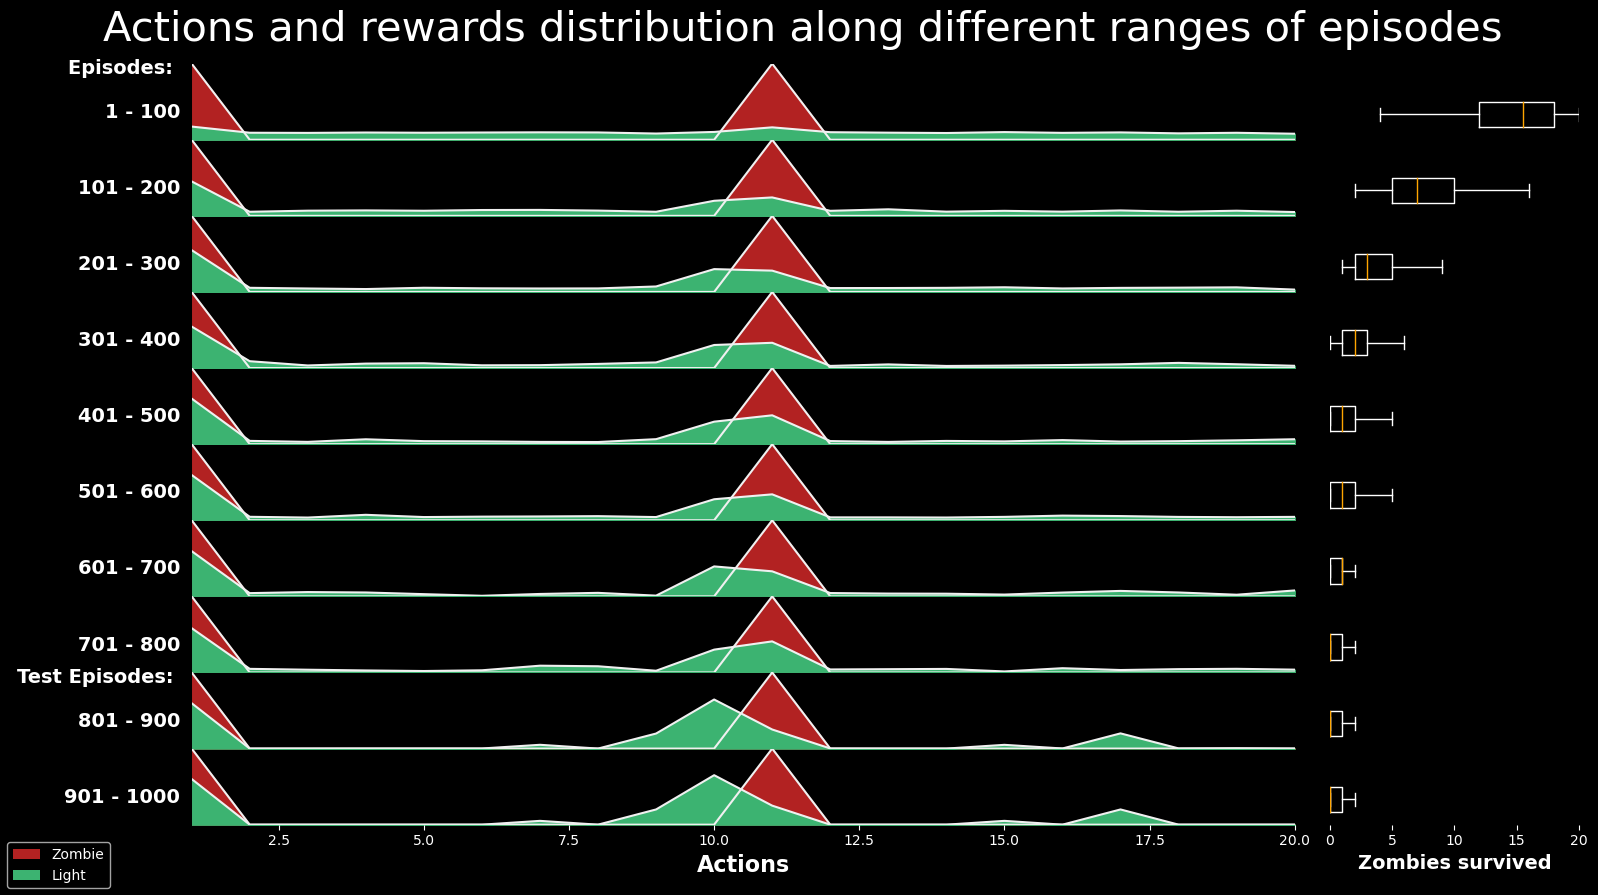 Actions and rewards distribution along different ranges of episodes
Episodes:
1 - 100
101 - 200
201 - 300
301 - 400
401 - 500
501 - 600
601 - 700
701 - 800
Test Episodes:
801 - 900
901 - 1000
2.5 5.0 7.5 10.0 12.5 15.0 17.5 20.0
Actions
0 5 10 15 20
Zombies survived
Zombie
Light